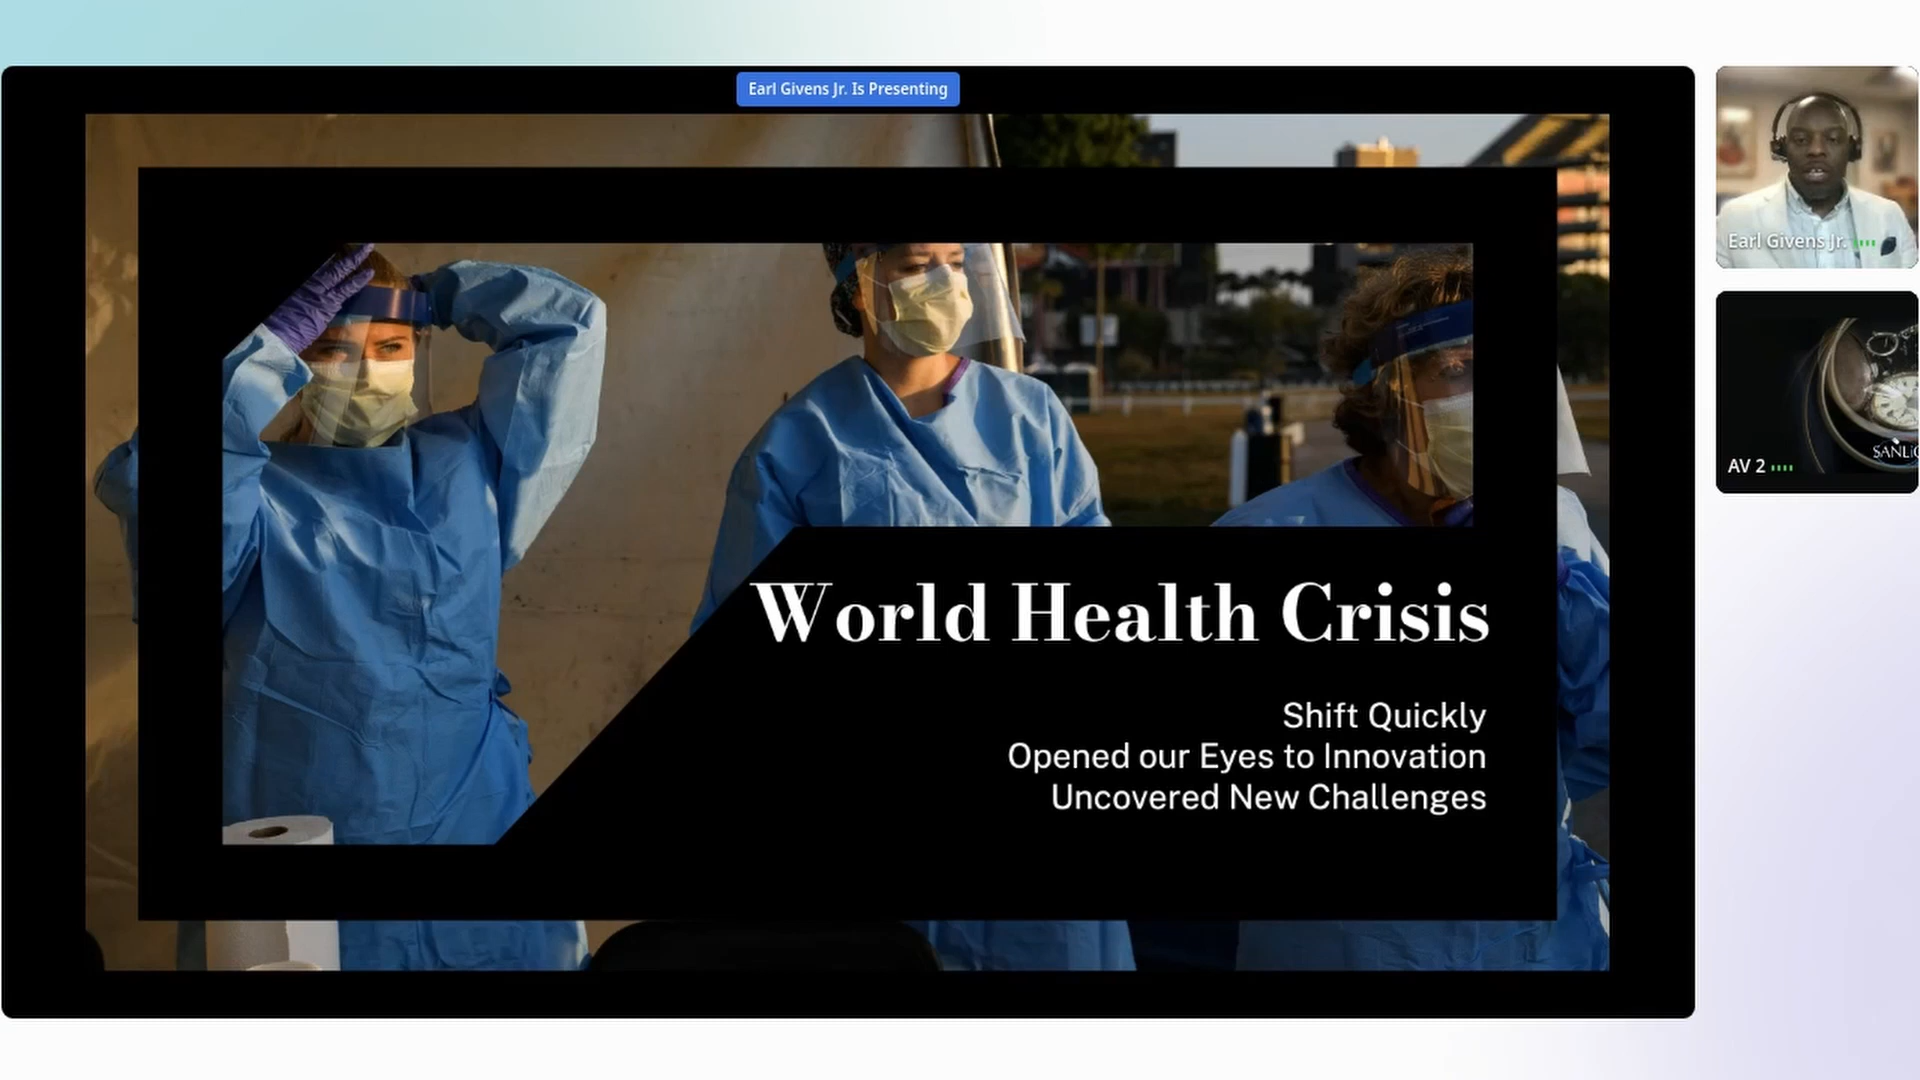 Earl Givens Jr. Is Presenting
World Health Crisis
Shift Quickly
Opened our Eyes to Innovation
Uncovered New Challenges
Earl Givens Jr.
AV 2